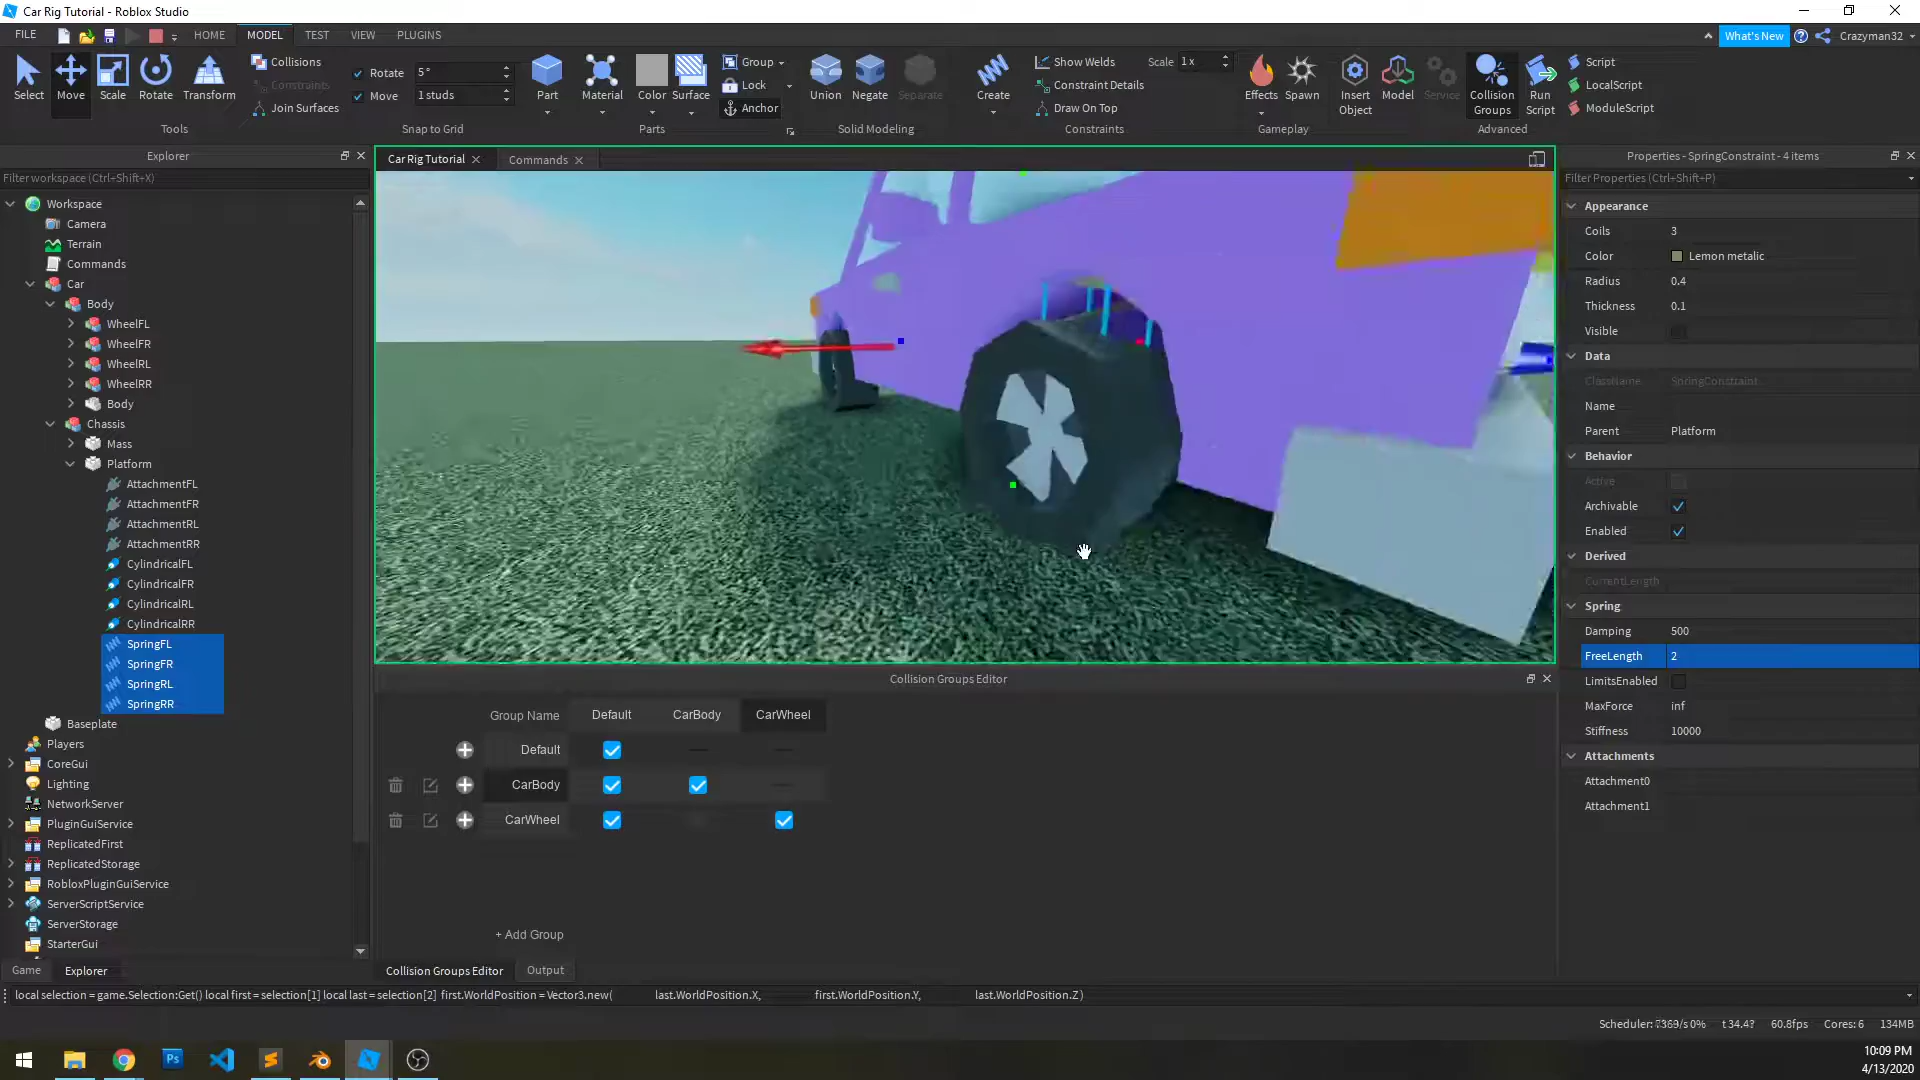 Car Rig Tutorial - Roblox Studio
FILE
HOME
MODEL
TEST
VIEW
PLUGINS
What's New
Crazyman32
Select
Move
Scale
Rotate
Transform
Collisions
Constraints
Join Surfaces
Rotate
5°
Move
1 studs
Part
Material
Color
Surface
Group
Lock
Anchor
Union
Negate
Separate
Create
Show Welds
Scale
1x
Constraint Details
Draw On Top
Effects
Spawn
Insert Object
Model
Service
Collision Groups
Run Script
Script
LocalScript
ModuleScript
Tools
Snap to Grid
Parts
Solid Modeling
Constraints
Gameplay
Advanced
Explorer
Filter workspace (Ctrl+Shift+X)
Workspace
Camera
Terrain
Commands
Car
Body
WheelFL
WheelFR
WheelRL
WheelRR
Body
Chassis
Mass
Platform
AttachmentFL
AttachmentFR
AttachmentRL
AttachmentRR
CylindricalFL
CylindricalFR
CylindricalRL
CylindricalRR
SpringFL
SpringFR
SpringRL
SpringRR
Baseplate
Players
CoreGui
Lighting
NetworkServer
PluginGuiService
ReplicatedFirst
ReplicatedStorage
RobloxPluginGuiService
ServerScriptService
ServerStorage
StarterGui
Game
Explorer
Car Rig Tutorial
Commands
Collision Groups Editor
Group Name
Default
CarBody
CarWheel
Default
CarBody
CarWheel
+ Add Group
Collision Groups Editor
Output
Properties - SpringConstraint - 4 items
Filter Properties (Ctrl+Shift+P)
Appearance
Coils 3
Color Lemon metalic
Radius 0.4
Thickness 0.1
Visible
Data
ClassName SpringConstraint
Name
Parent Platform
Behavior
Active
Archivable
Enabled
Derived
CurrentLength
Spring
Damping 500
FreeLength 2
LimitsEnabled
MaxForce inf
Stiffness 10000
Attachments
Attachment0
Attachment1
local selection = game.Selection:Get() local first = selection[1] local last = selection[2] first.WorldPosition = Vector3.new( last.WorldPosition.X, first.WorldPosition.Y, last.WorldPosition.Z)
60.8fps Cores: 6 134MB
10:09 PM
4/13/2020